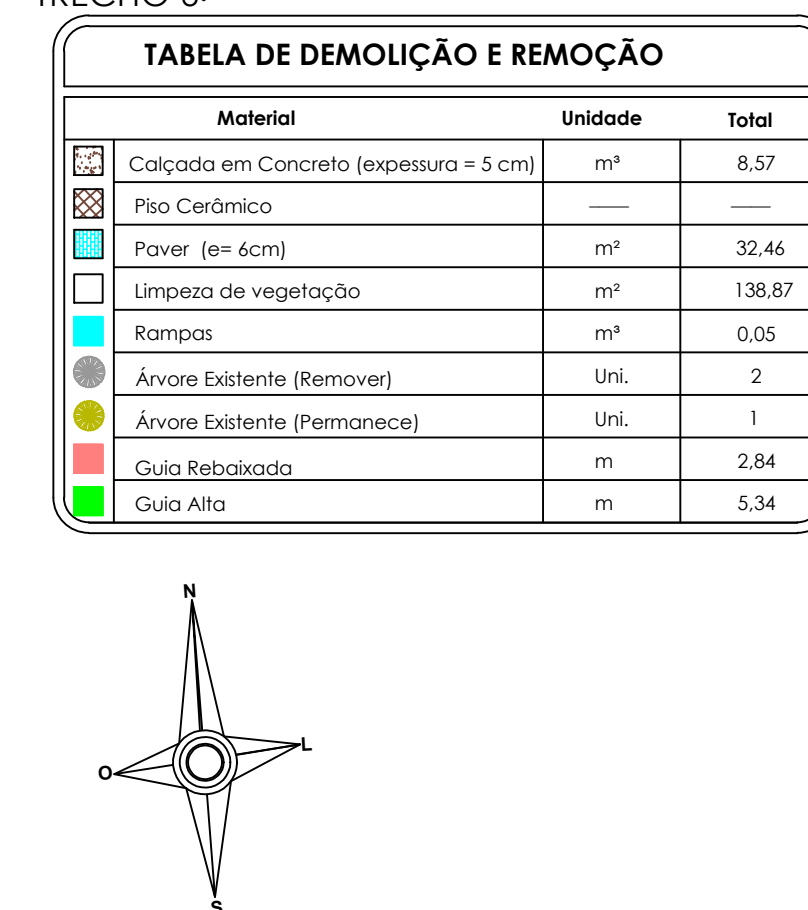 TABELA DE DEMOLIÇÃO E REMOÇÃO
Material Unidade Total
Calçada em Concreto (expessura = 5 cm) m³ 8,57
Piso Cerâmico —— ——
Paver (e= 6cm) m² 32,46
Limpeza de vegetação m² 138,87
Rampas m³ 0,05
Árvore Existente (Remover) Uni. 2
Árvore Existente (Permanece) Uni. 1
Guia Rebaixada m 2,84
Guia Alta m 5,34
N
L
O
S